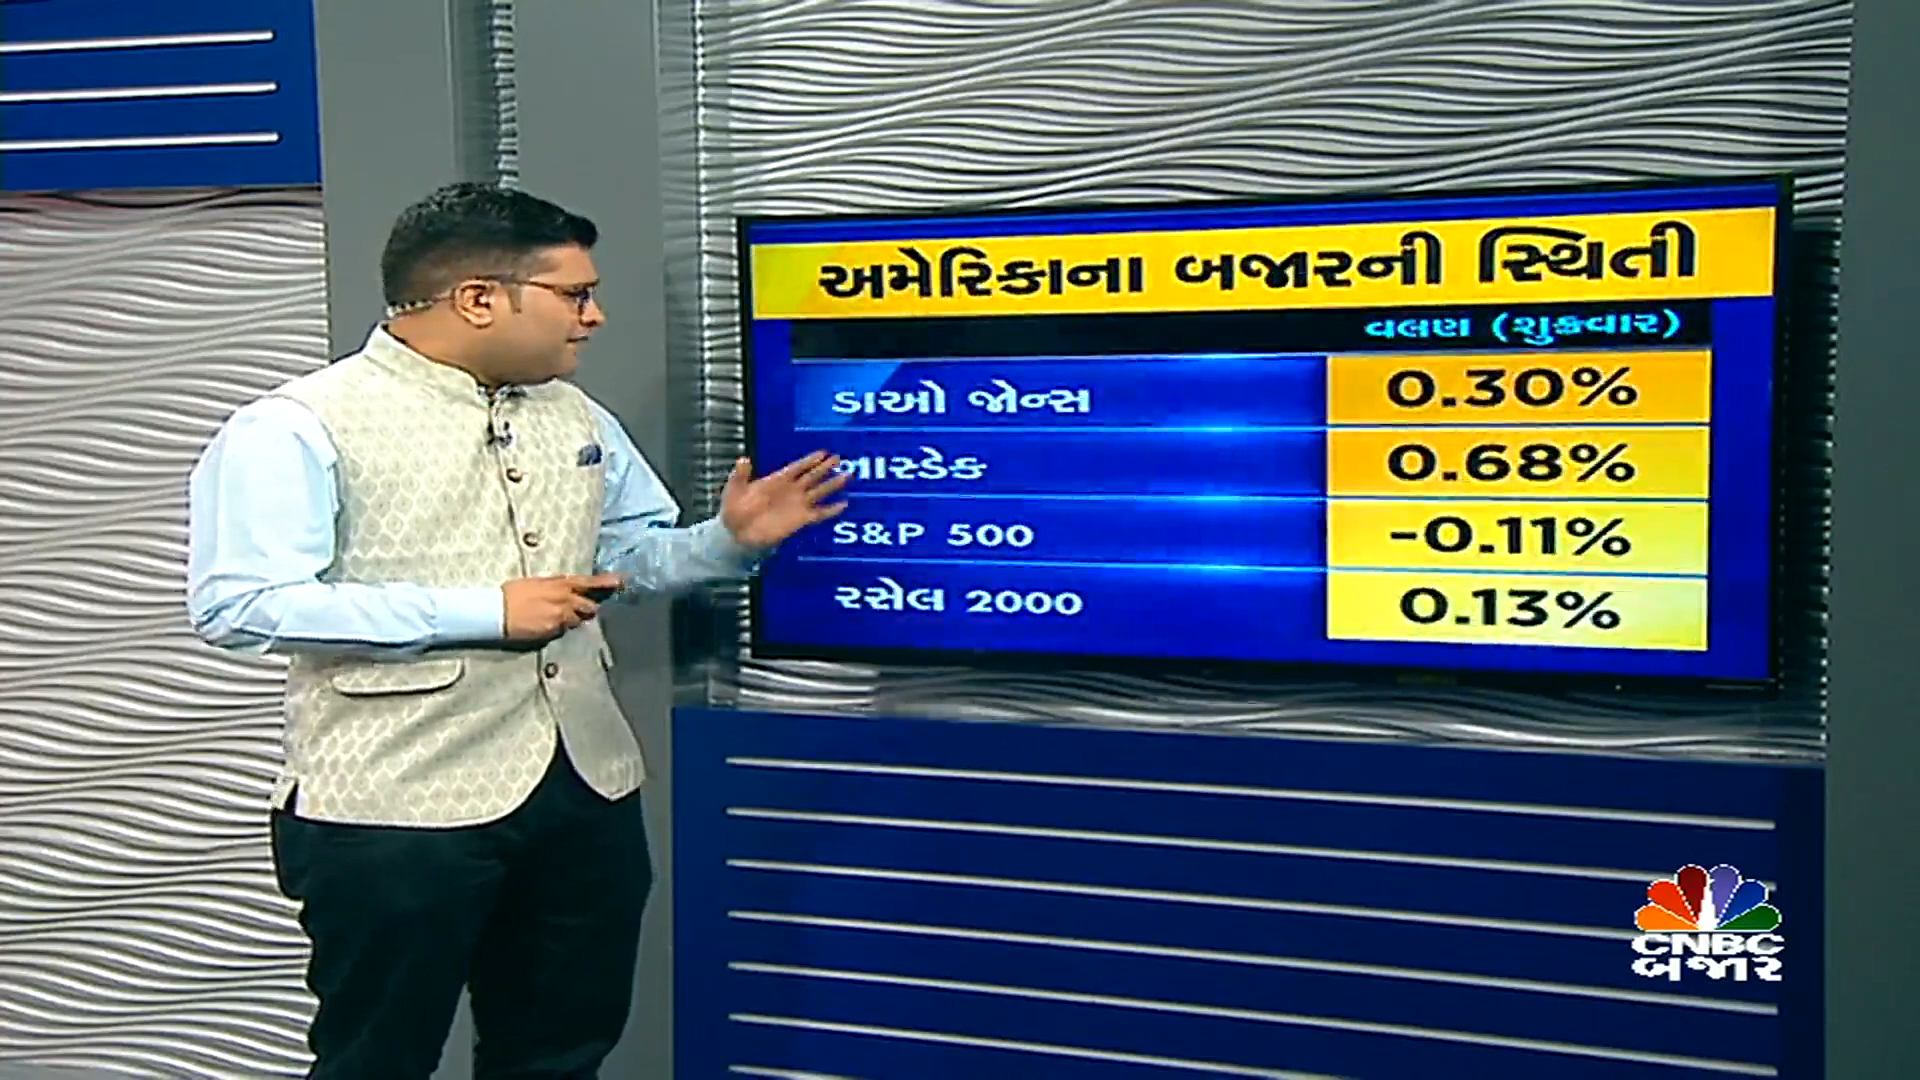 અમેરિકાના બજારની સ્થિતી
વલણ (શુક્રવાર)
ડાઓ જોન્સ 0.30%
નાસ્ડેક 0.68%
S&P 500 -0.11%
રસેલ 2000 0.13%
CNBC
બજાર